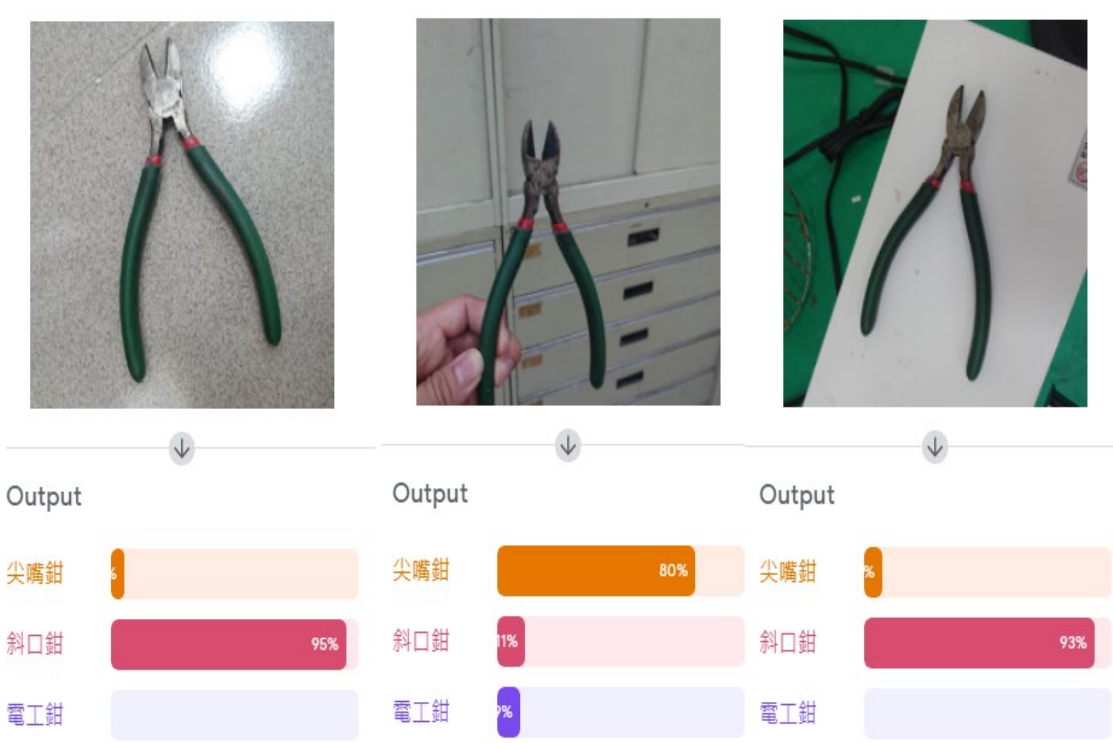 Output
尖嘴鉗
斜口鉗 95%
電工鉗
Output
尖嘴鉗 80%
斜口鉗 11%
電工鉗 9%
Output
尖嘴鉗
斜口鉗 93%
電工鉗